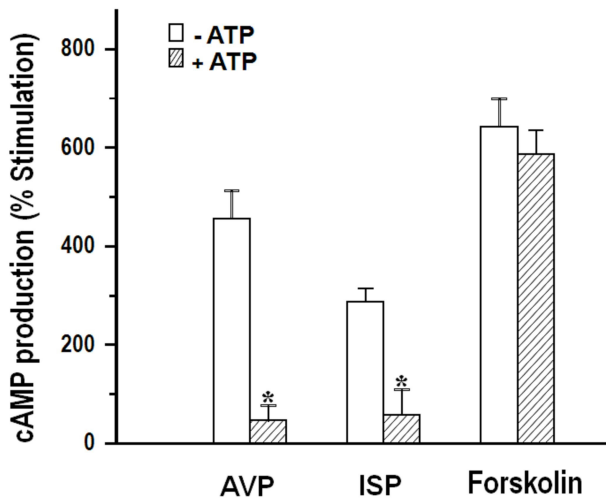 cAMP production (% Stimulation)
800
600
400
200
0
- ATP
+ ATP
*
*
AVP
ISP
Forskolin